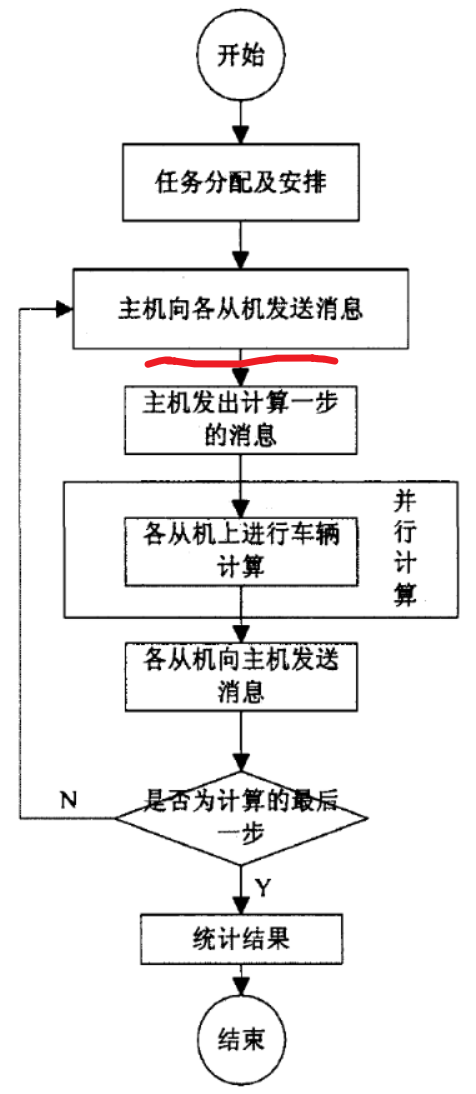 开始
任务分配及安排
主机向各从机发送消息
主机发出计算一步
的消息
并
行
计
算
各从机上进行车辆
计算
各从机向主机发送
消息
是否为计算的最后
一步
N
Y
统计结果
结束